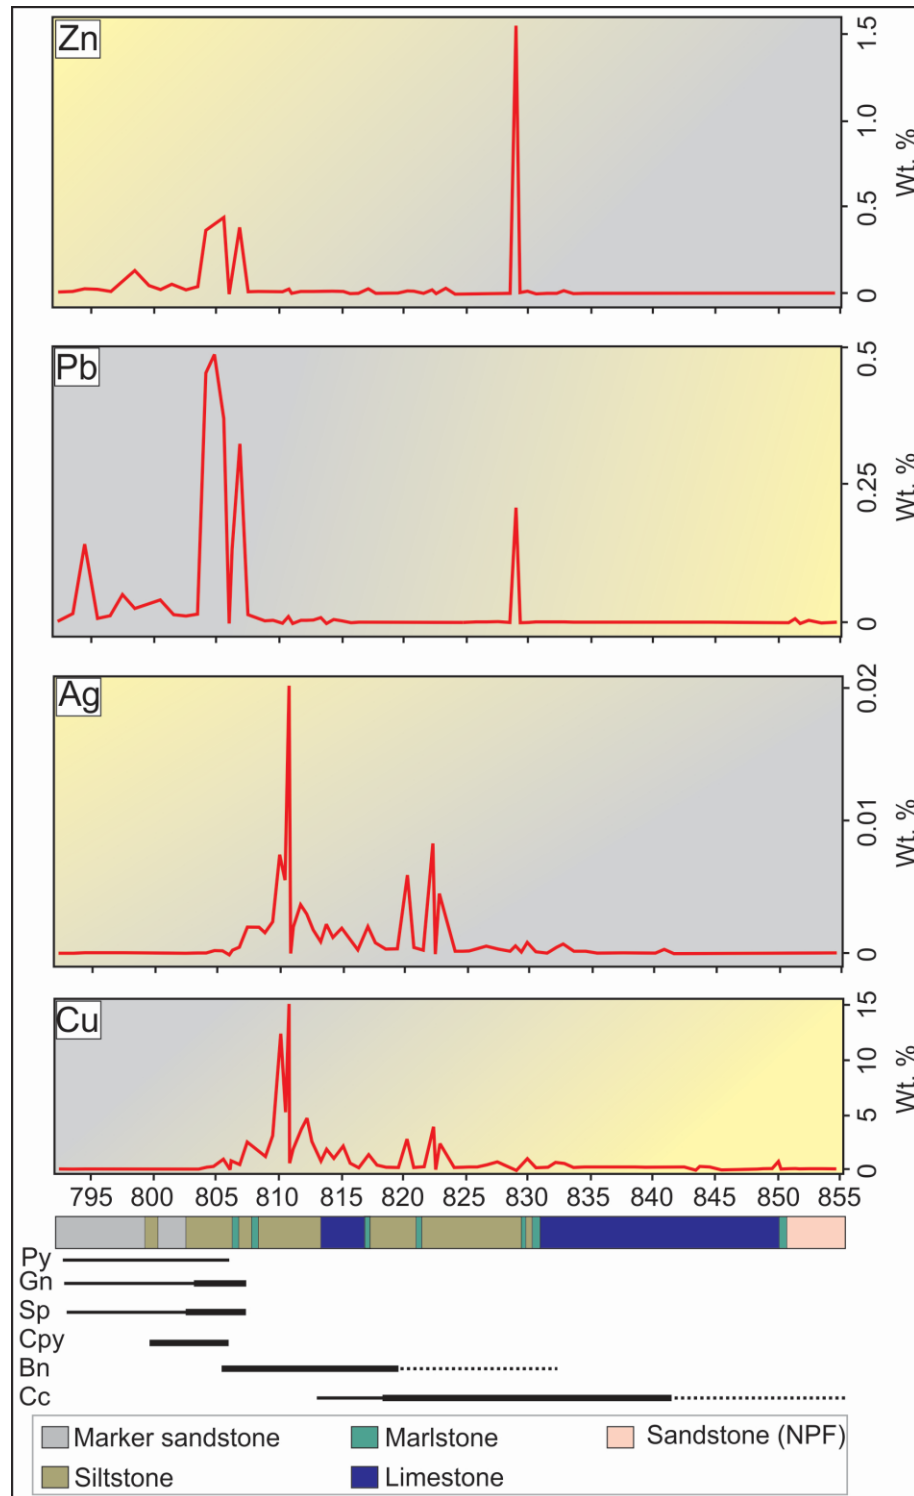 Zn
1.5
1.0
0.5
0
Wt. %
Pb
0.5
0.25
0
Wt. %
Ag
0.02
0.01
0
Wt. %
Cu
15
10
5
0
Wt. %
795 800 805 810 815 820 825 830 835 840 845 850 855
Py
Gn
Sp
Cpy
Bn
Cc
Marker sandstone Marlstone Sandstone (NPF)
Siltstone Limestone